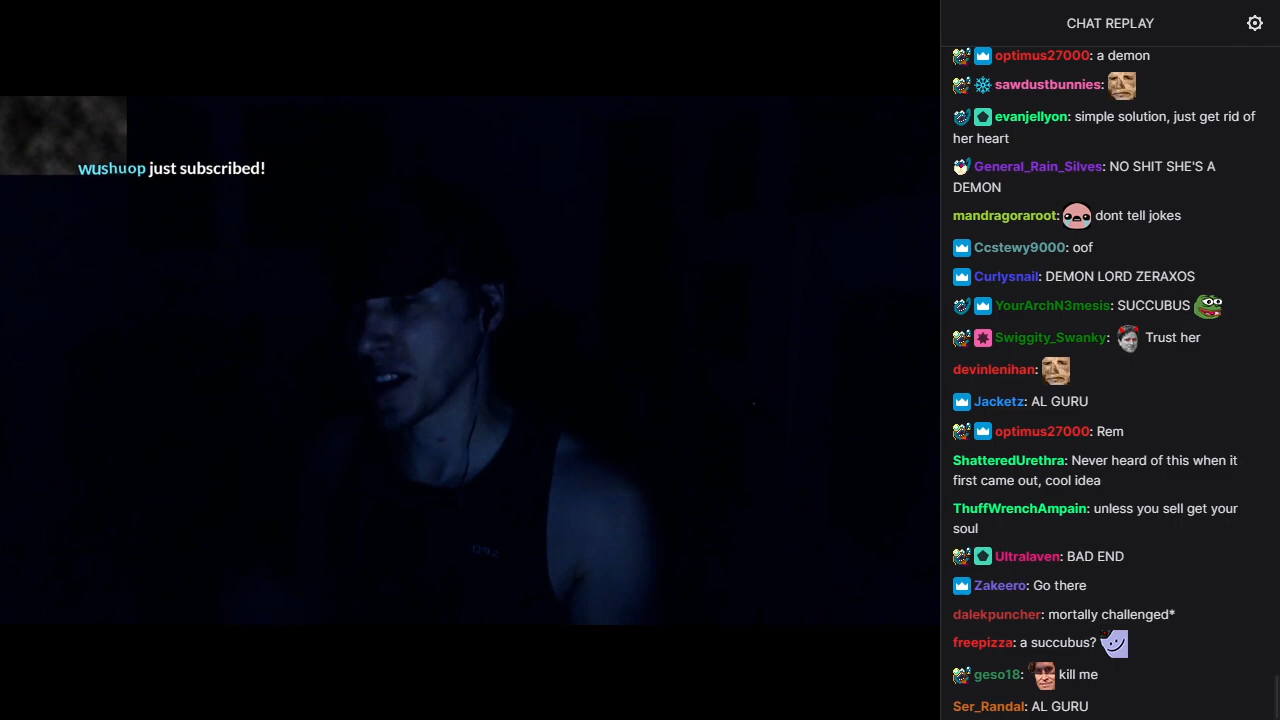 CHAT REPLAY
optimus27000: a demon
sawdustbunnies:
evanjellyon: simple solution, just get rid of
her heart
General_Rain_Silves: NO SHIT SHE'S A
DEMON
mandragoraroot: dont tell jokes
Ccstewy9000: oof
Curlysnail: DEMON LORD ZERAXOS
YourArchN3mesis: SUCCUBUS
Swiggity_Swanky: Trust her
devinlenihan:
Jacketz: AL GURU
optimus27000: Rem
ShatteredUrethra: Never heard of this when it
first came out, cool idea
ThuffWrenchAmpain: unless you sell get your
soul
Ultralaven: BAD END
Zakeero: Go there
dalekpuncher: mortally challenged*
freepizza: a succubus?
geso18: kill me
Ser_Randal: AL GURU
wushuop just subscribed!
092